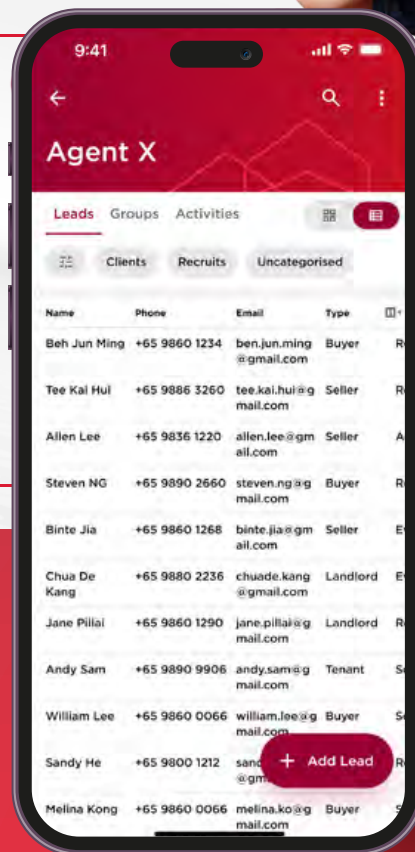 9:41
Agent X
Leads Groups Activities
Clients Recruits Uncategorised
Name Phone Email Type
Beh Jun Ming +65 9860 1234 ben.jun.ming Buyer
@gmail.com
Tee Kai Hui +65 9886 3260 tee.kai.hui@g Seller
mail.com
Allen Lee +65 9836 1220 allen.lee@gm Seller
ail.com
Steven NG +65 9890 2660 steven.ng@g Buyer
mail.com
Binte Jia +65 9860 1268 binte.jia@gm Seller
ail.com
Chua De +65 9880 2236 chuade.kang Landlord
Kang @gmail.com
Jane Pillai +65 9860 1290 jane.pillai@g Landlord
mail.com
Andy Sam +65 9890 9906 andy.sam@g Tenant
mail.com
William Lee +65 9860 0066 william.lee@g Buyer
mail.com
Sandy He +65 9800 1212
+ Add Lead
Melina Kong +65 9860 0066 melina.ko@g Buyer
mail.com